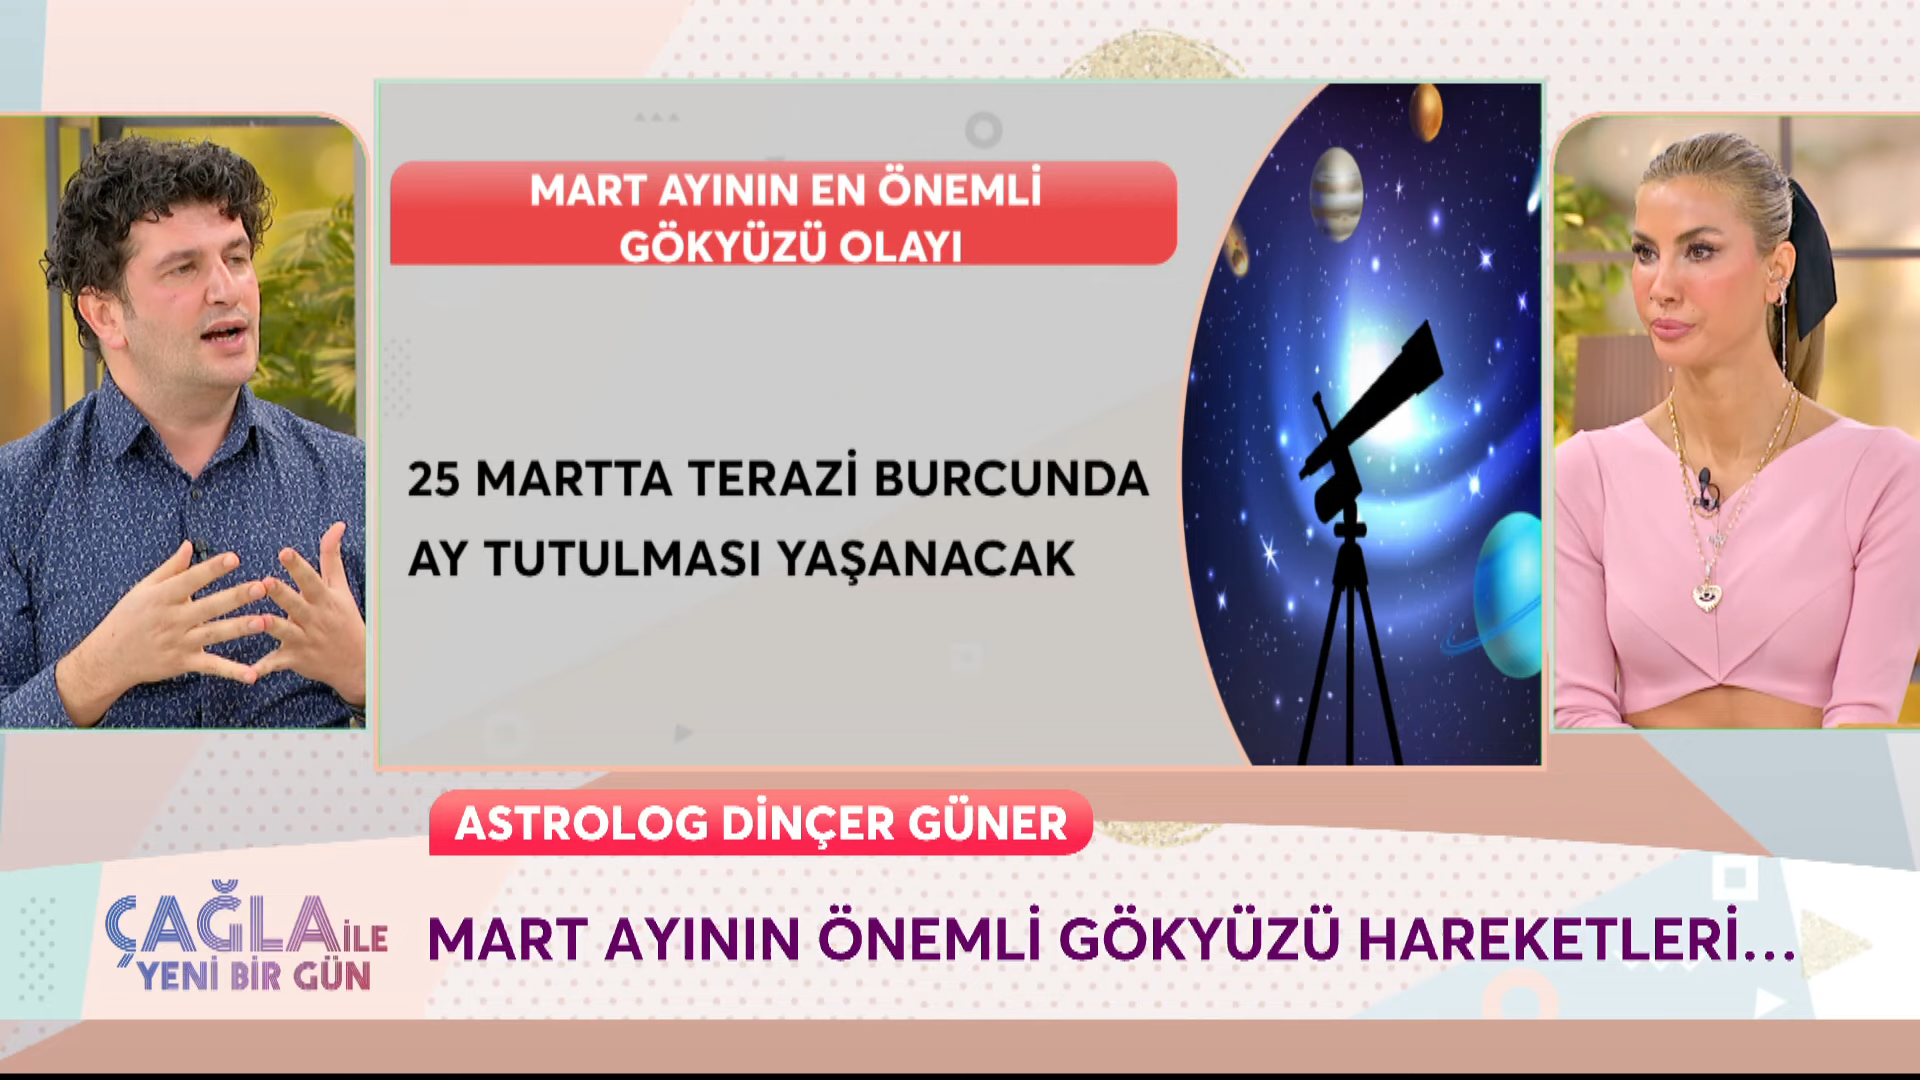 MART AYININ EN ÖNEMLİ
GÖKYÜZÜ OLAYI
25 MARTTA TERAZİ BURCUNDA
AY TUTULMASI YAŞANACAK
ASTROLOG DİNÇER GÜNER
ÇAĞLA İLE
YENİ BİR GÜN
MART AYININ ÖNEMLİ GÖKYÜZÜ HAREKETLERİ...